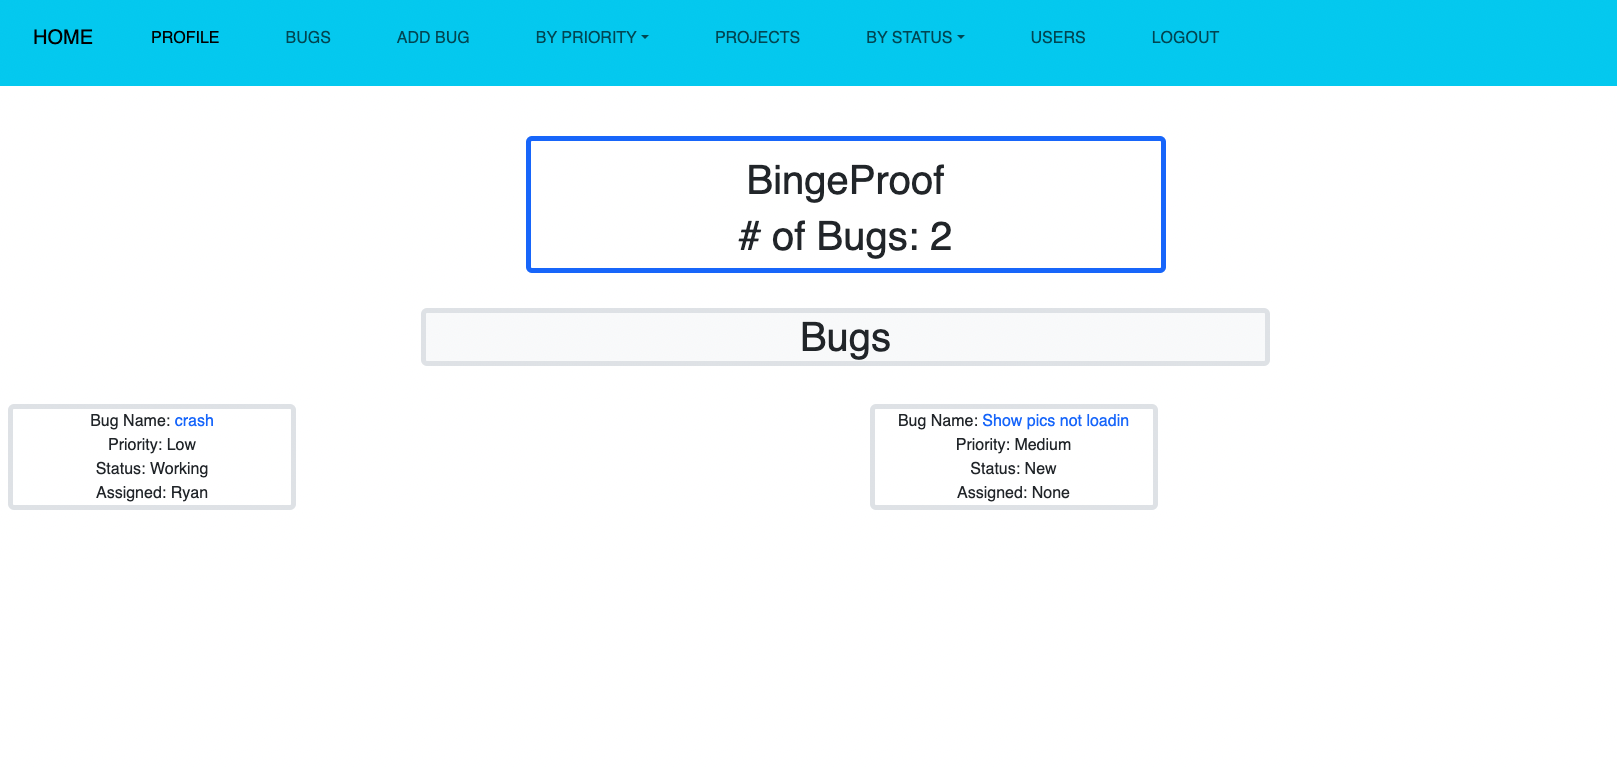 HOME PROFILE BUGS ADD BUG BY PRIORITY PROJECTS BY STATUS USERS LOGOUT
BingeProof
# of Bugs: 2
Bugs
Bug Name: crash
Priority: Low
Status: Working
Assigned: Ryan
Bug Name: Show pics not loadin
Priority: Medium
Status: New
Assigned: None